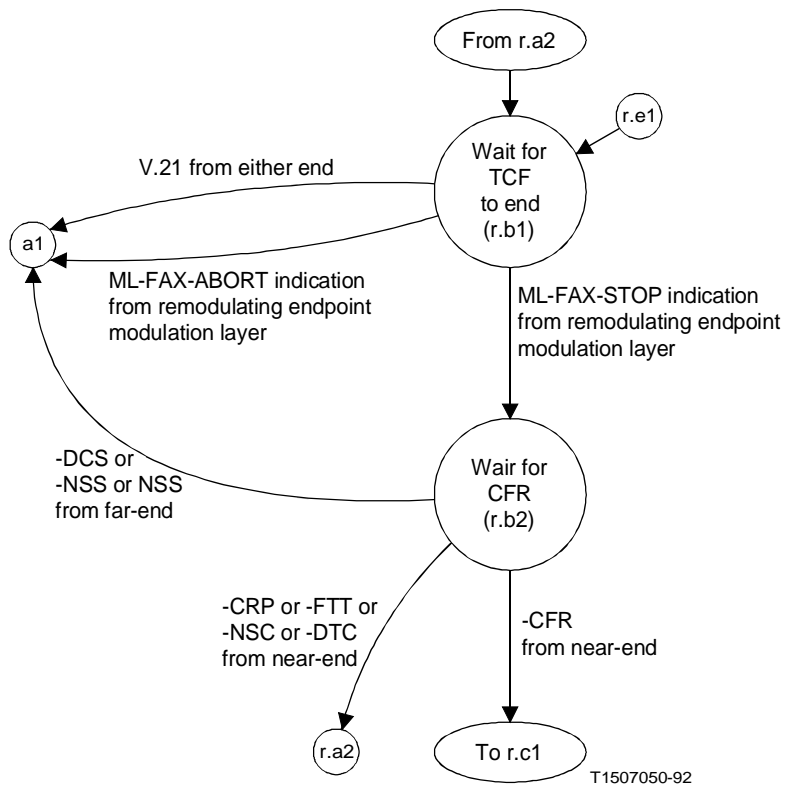 From r.a2
r.e1
Wait for
TCF
to end
(r.b1)
V.21 from either end
a1
ML-FAX-ABORT indication
from remodulating endpoint
modulation layer
ML-FAX-STOP indication
from remodulating endpoint
modulation layer
Wair for
CFR
(r.b2)
-DCS or
-NSS or NSS
from far-end
-CRP or -FTT or
-NSC or -DTC
from near-end
-CFR
from near-end
r.a2
To r.c1
T1507050-92